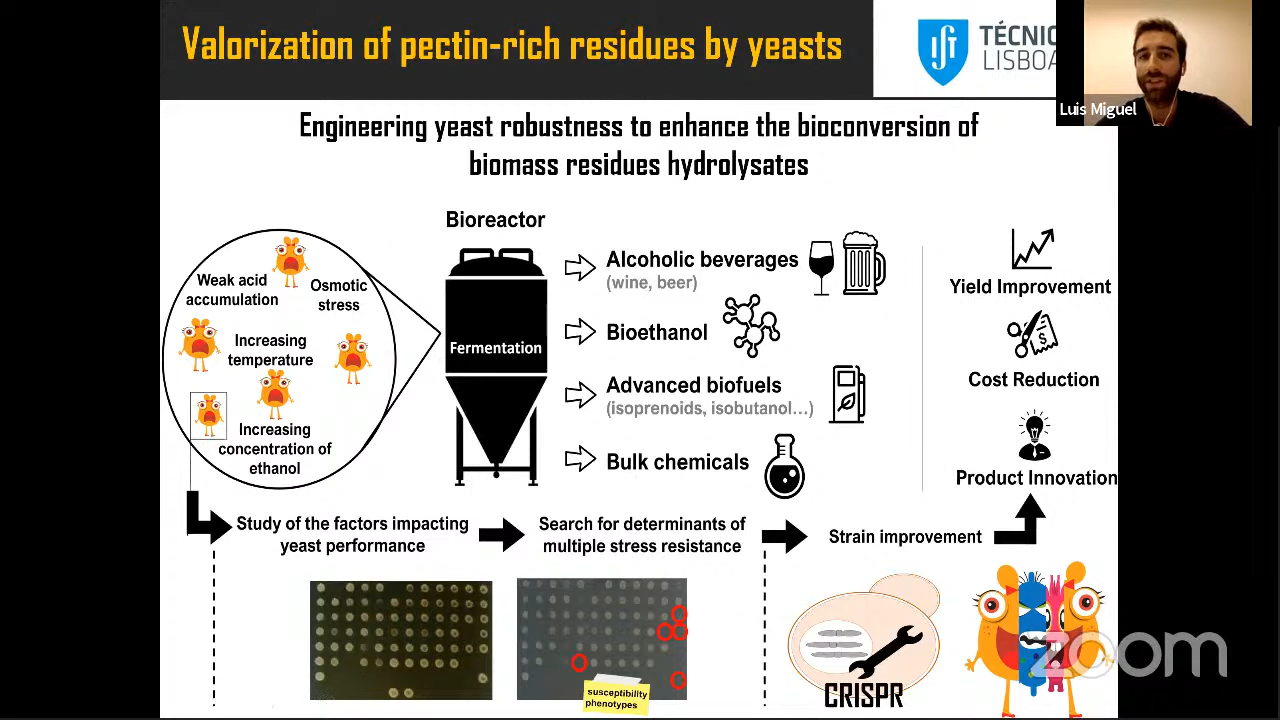 Valorization of pectin-rich residues by yeasts
TÉCNIC
LISBOA
Luis Miguel
Engineering yeast robustness to enhance the bioconversion of
biomass residues hydrolysates
Bioreactor
Weak acid
accumulation
Osmotic
stress
Increasing
temperature
Increasing
concentration of
ethanol
Fermentation
Alcoholic beverages
(wine, beer)
Bioethanol
Advanced biofuels
(isoprenoids, isobutanol...)
Bulk chemicals
Yield Improvement
$
Cost Reduction
Product Innovation
Study of the factors impacting
yeast performance
Search for determinants of
multiple stress resistance
Strain improvement
susceptibility
phenotypes
CRISPR
zoom